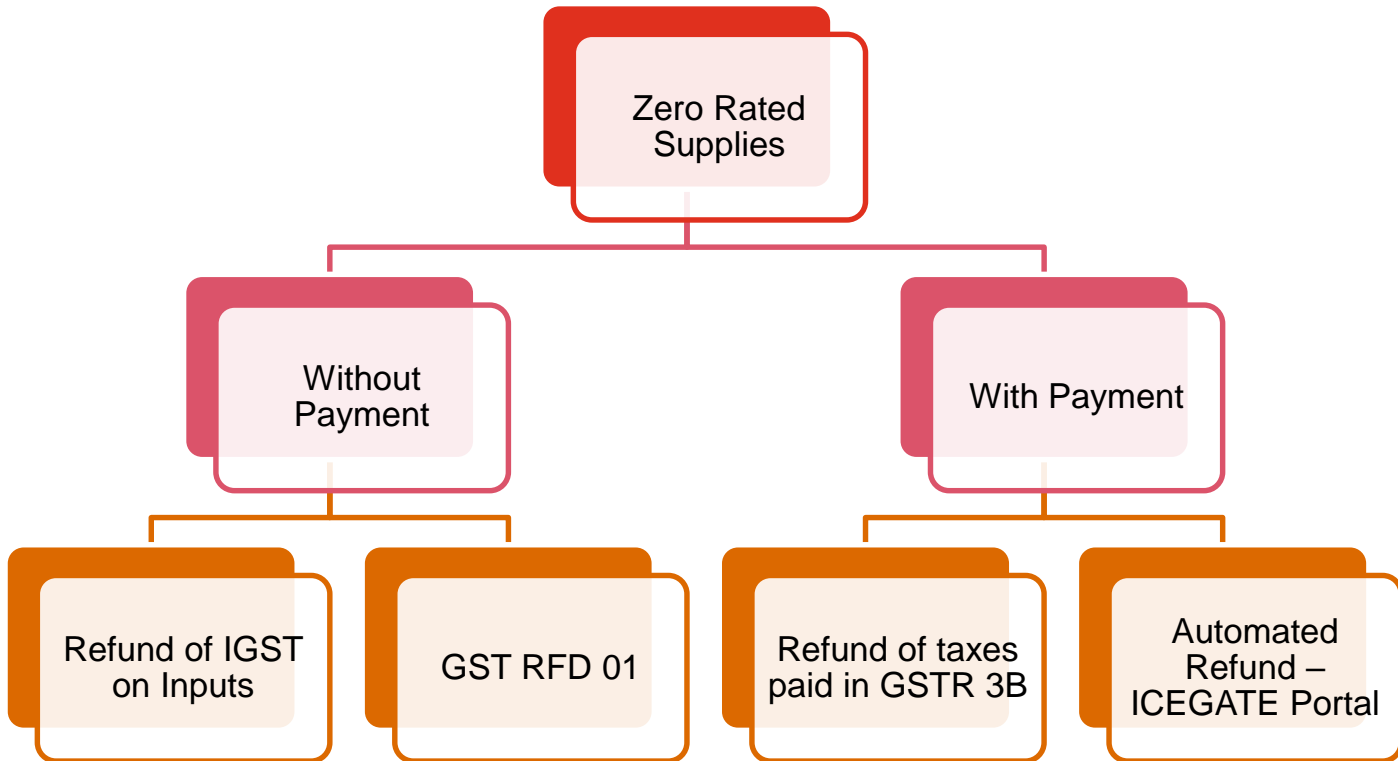 Zero Rated
Supplies
Without
Payment
With Payment
Refund of IGST
on Inputs
GST RFD 01
Refund of taxes
paid in GSTR 3B
Automated
Refund –
ICEGATE Portal